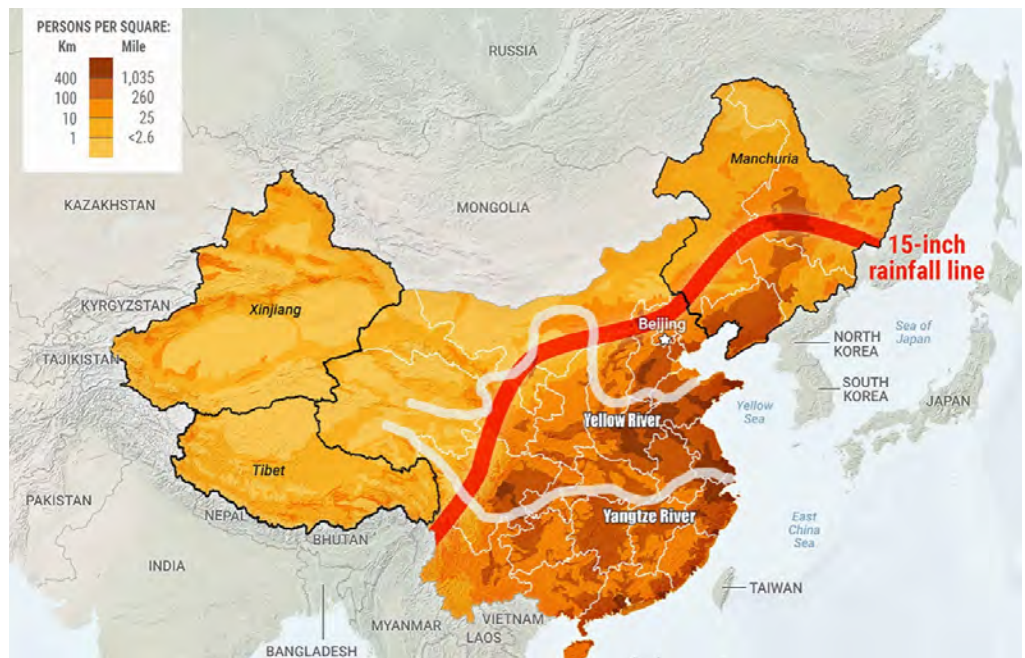 PERSONS PER SQUARE:
Km Mile
400 1,035
100 260
10 25
1 <2.6
RUSSIA
KAZAKHSTAN
MONGOLIA
Manchuria
15-inch
rainfall line
KYRGYZSTAN
Xinjiang
Beijing
TAJIKISTAN
NORTH
KOREA
Sea of
Japan
SOUTH
KOREA
JAPAN
Yellow
Sea
Yellow River
Tibet
PAKISTAN
NEPAL
BHUTAN
Yangtze River
East
China
Sea
INDIA
TAIWAN
MYANMAR
VIETNAM
LAOS
BANGLADESH